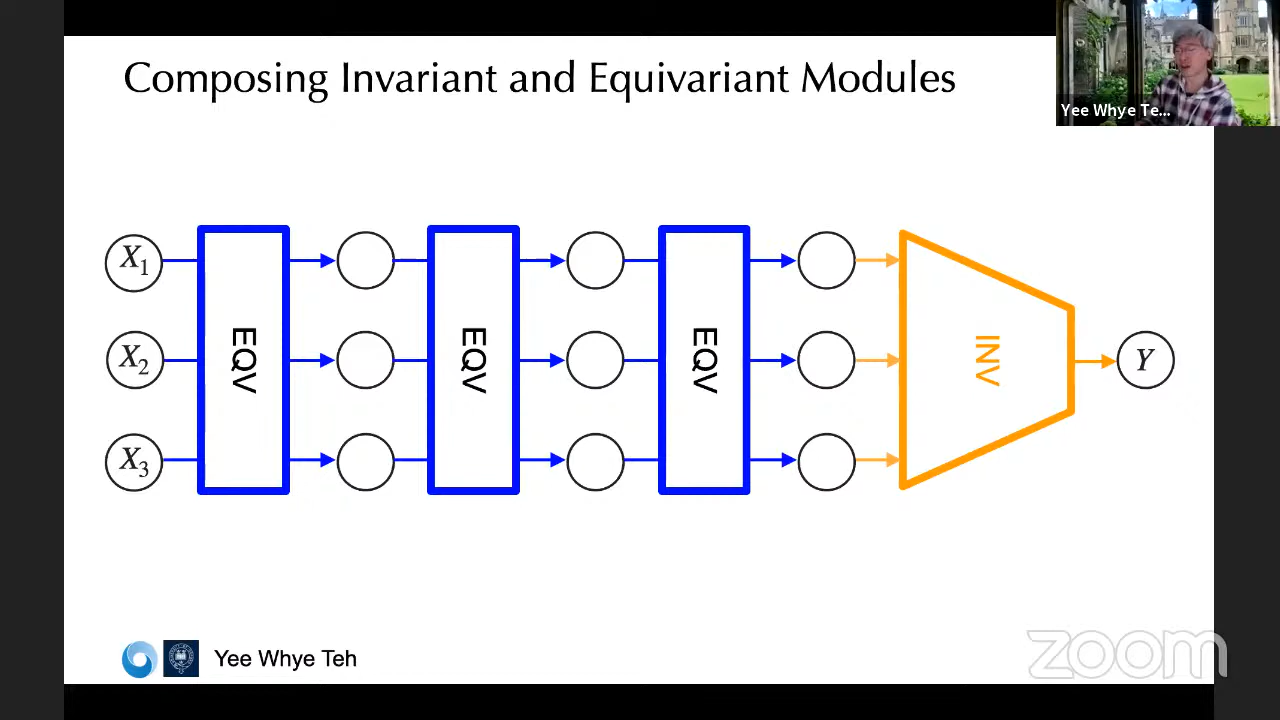 Composing Invariant and Equivariant Modules
Yee Whye Te...
X1
X2
X3
EQV
EQV
EQV
INV
Y
Yee Whye Teh
zoom